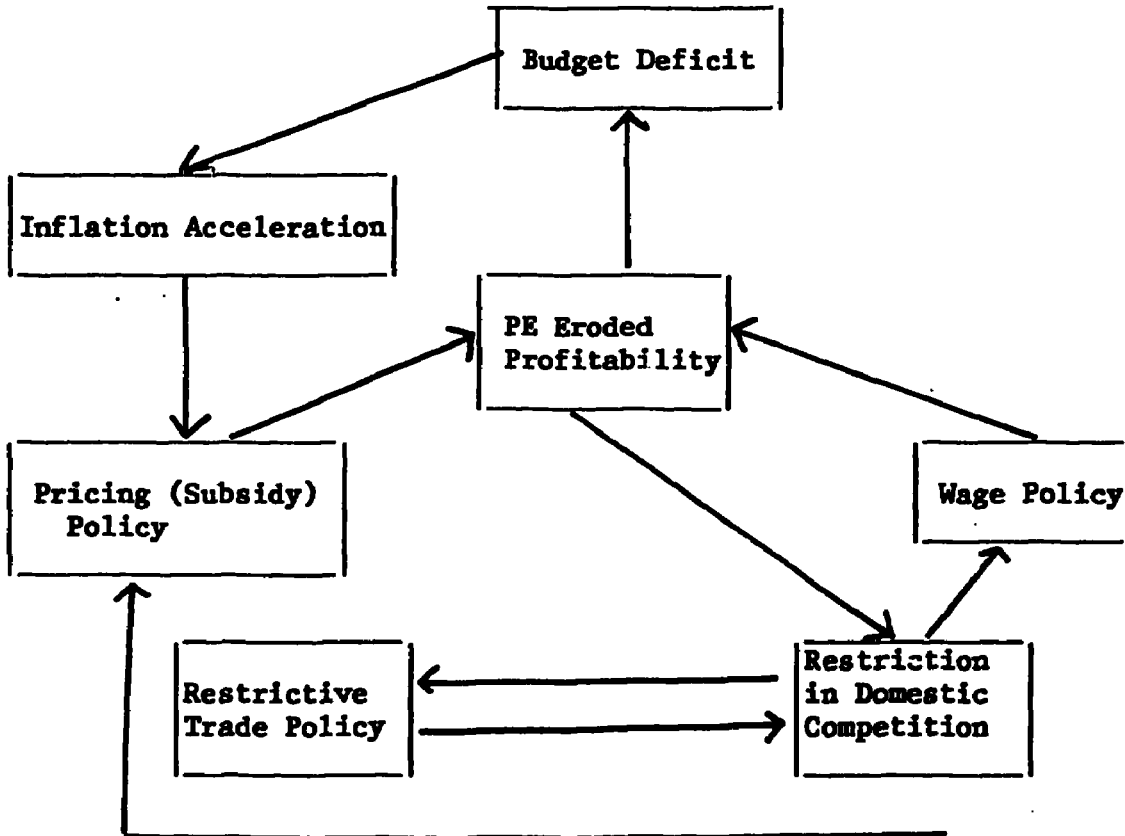 Budget Deficit
Inflation Acceleration
PE Eroded
Profitability
Pricing (Subsidy)
Policy
Wage Policy
Restrictive
Trade Policy
Restriction
in Domestic
Competition